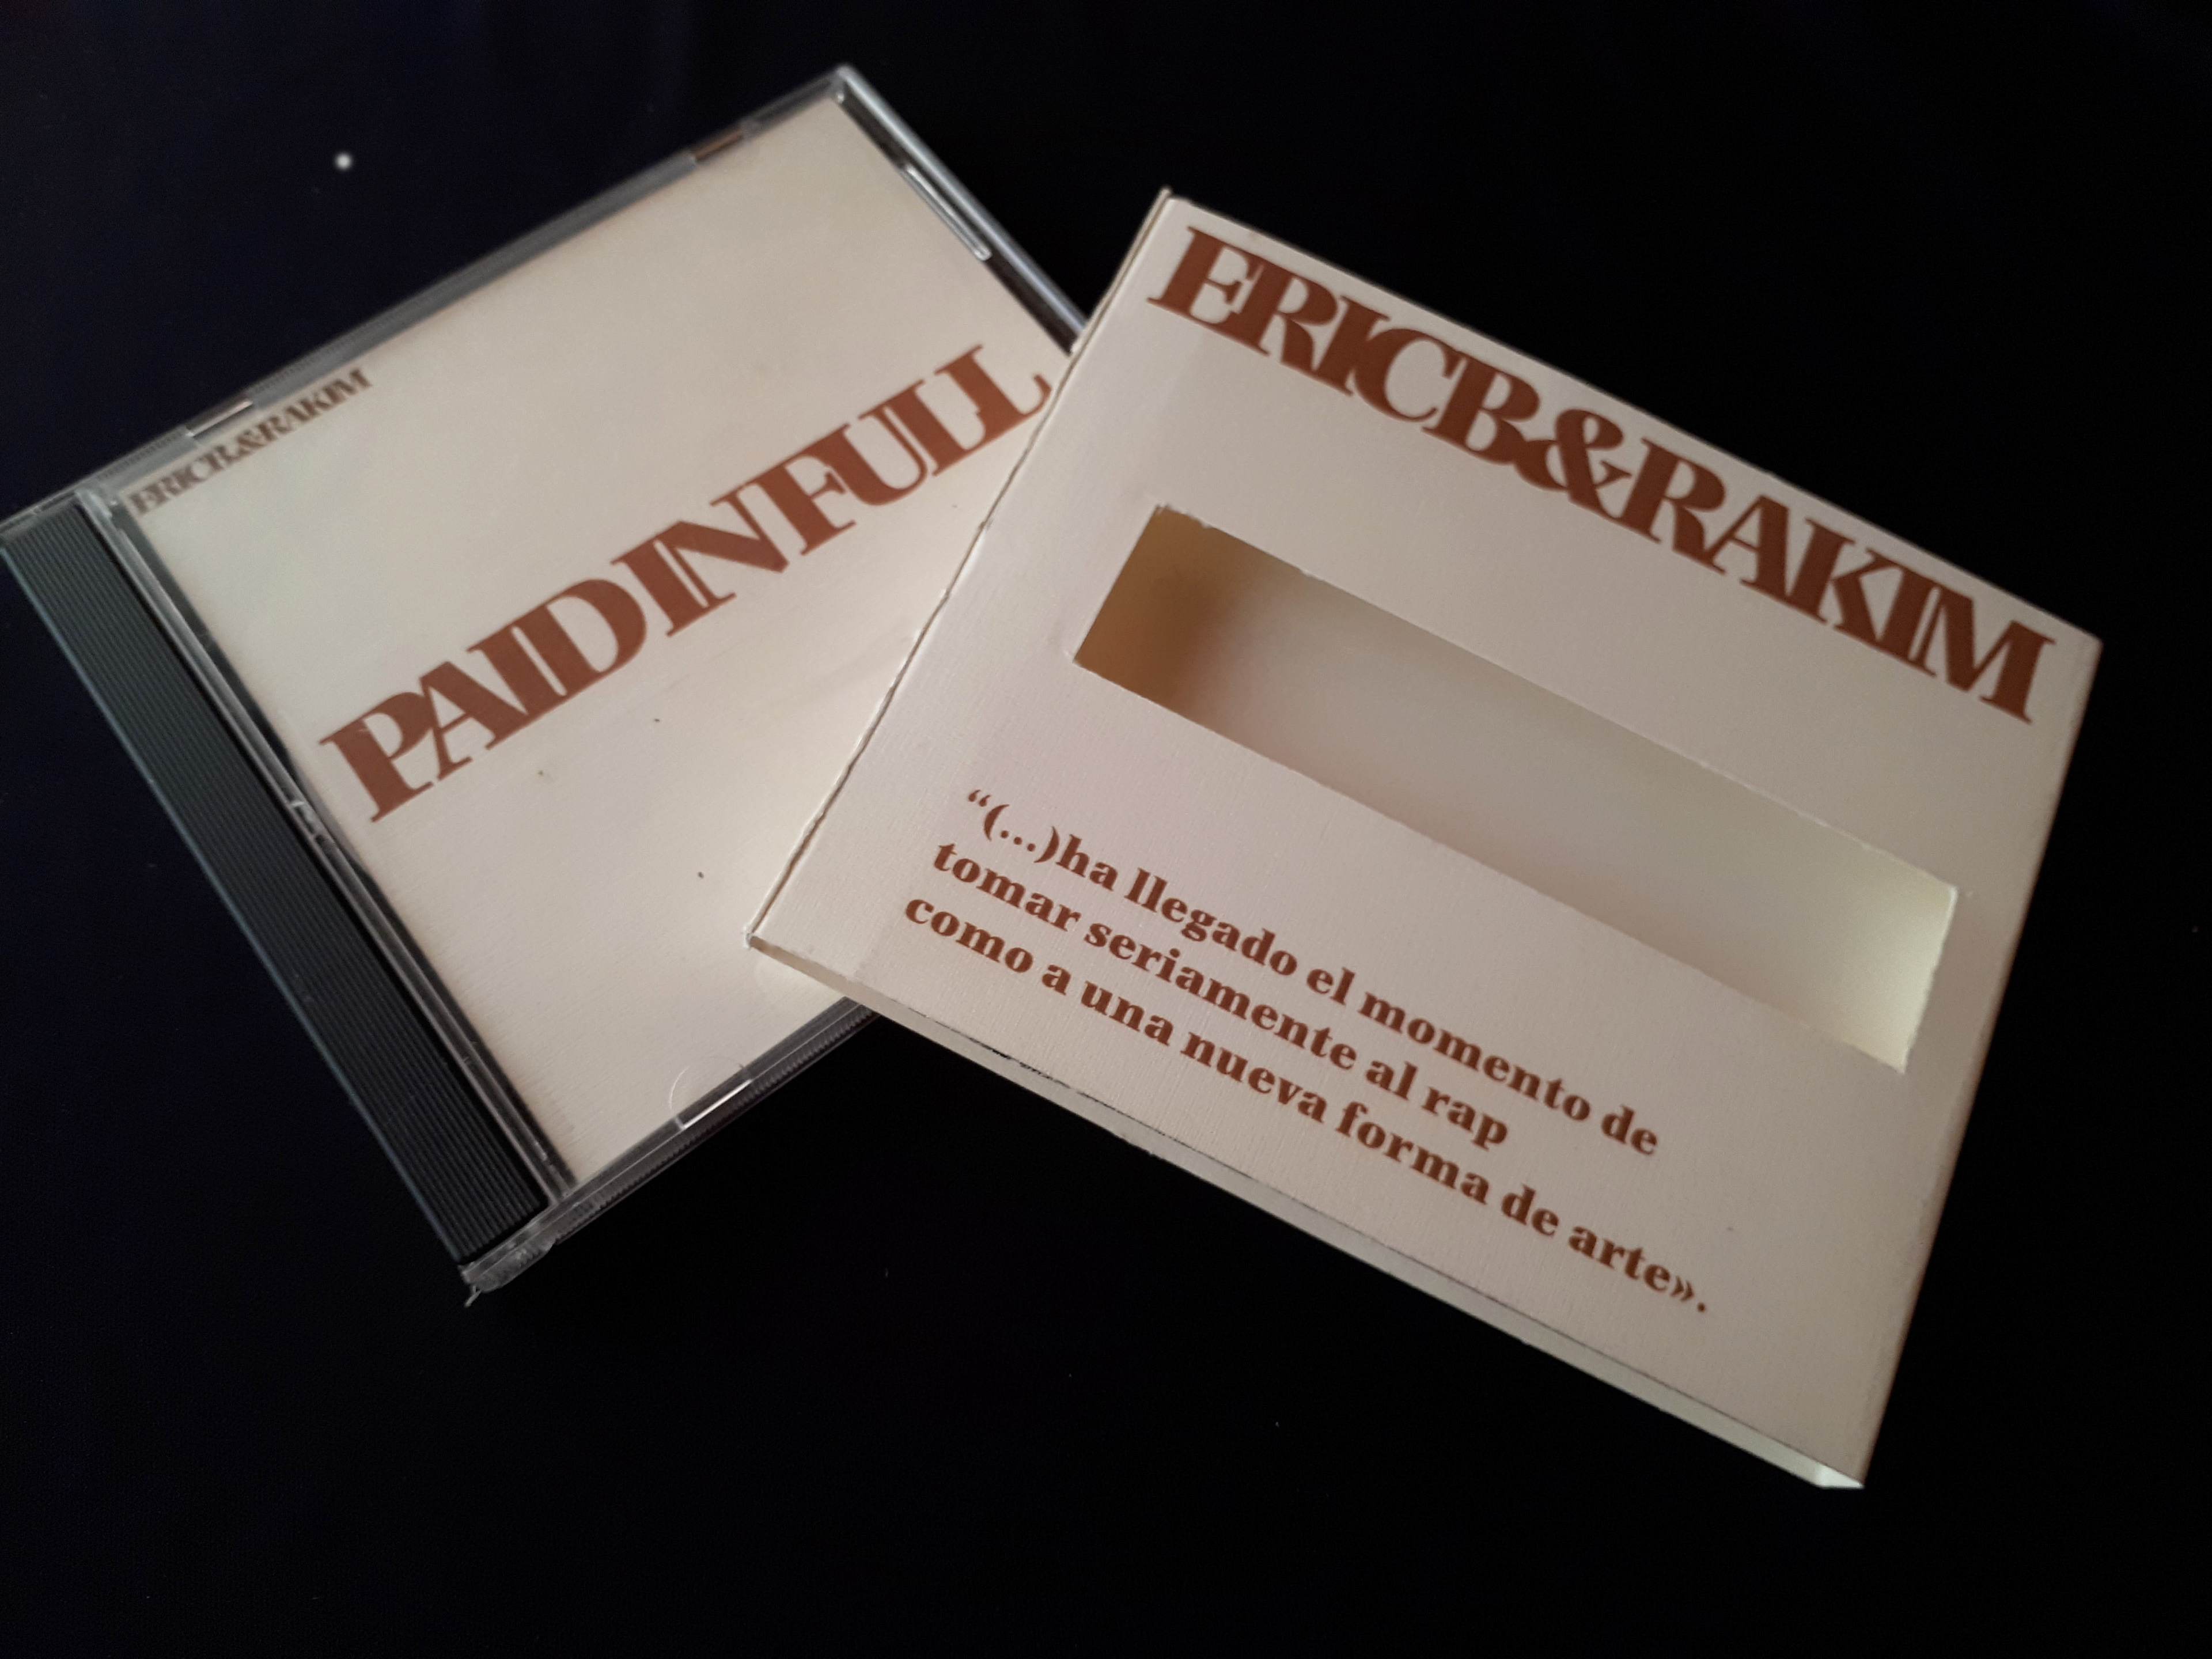 ERICB&RAKIM
PAIDINFULL
ERICB&RAKIM
“(...)ha llegado el momento de
tomar seriamente al rap
como a una nueva forma de arte».